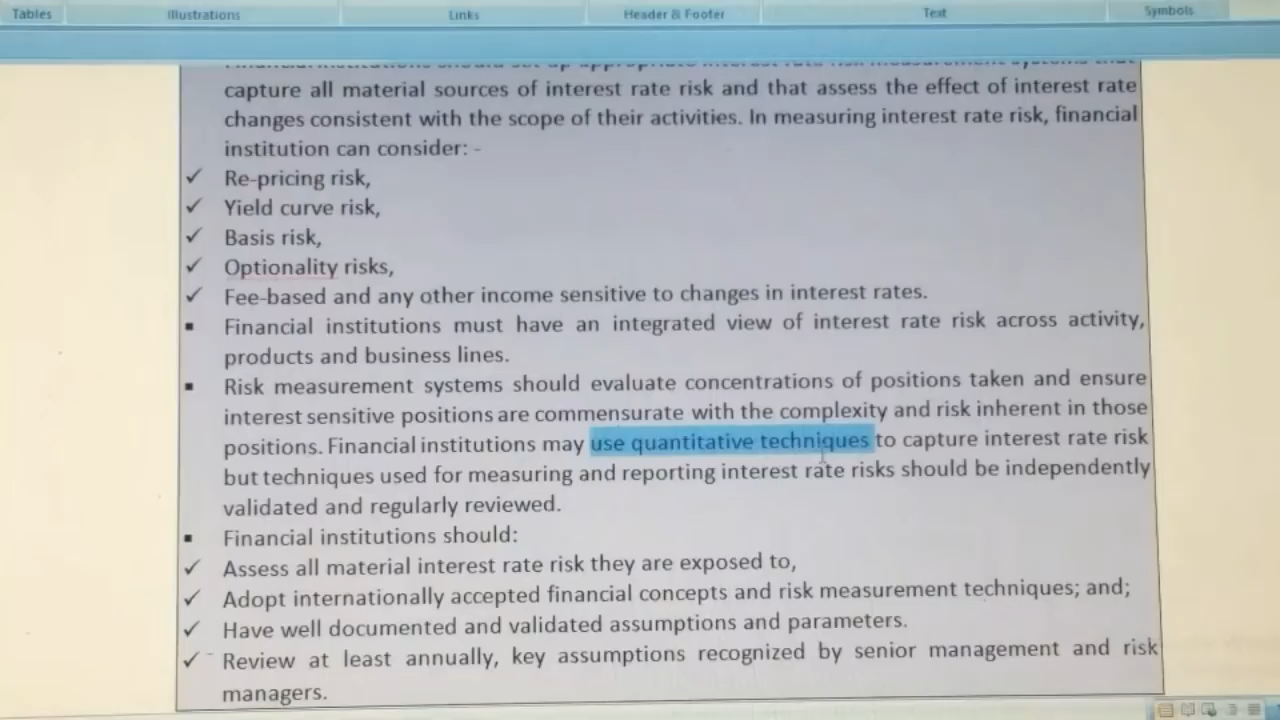 Tables Illustrations Links Header & Footer Text Symbols
capture all material sources of interest rate risk and that assess the effect of interest rate
changes consistent with the scope of their activities. In measuring interest rate risk, financial
institution can consider: -
✓ Re-pricing risk,
✓ Yield curve risk,
✓ Basis risk,
✓ Optionality risks,
✓ Fee-based and any other income sensitive to changes in interest rates.
▪ Financial institutions must have an integrated view of interest rate risk across activity,
products and business lines.
▪ Risk measurement systems should evaluate concentrations of positions taken and ensure
interest sensitive positions are commensurate with the complexity and risk inherent in those
positions. Financial institutions may use quantitative techniques to capture interest rate risk
but techniques used for measuring and reporting interest rate risks should be independently
validated and regularly reviewed.
▪ Financial institutions should:
✓ Assess all material interest rate risk they are exposed to,
✓ Adopt internationally accepted financial concepts and risk measurement techniques; and;
✓ Have well documented and validated assumptions and parameters.
✓ Review at least annually, key assumptions recognized by senior management and risk
managers.